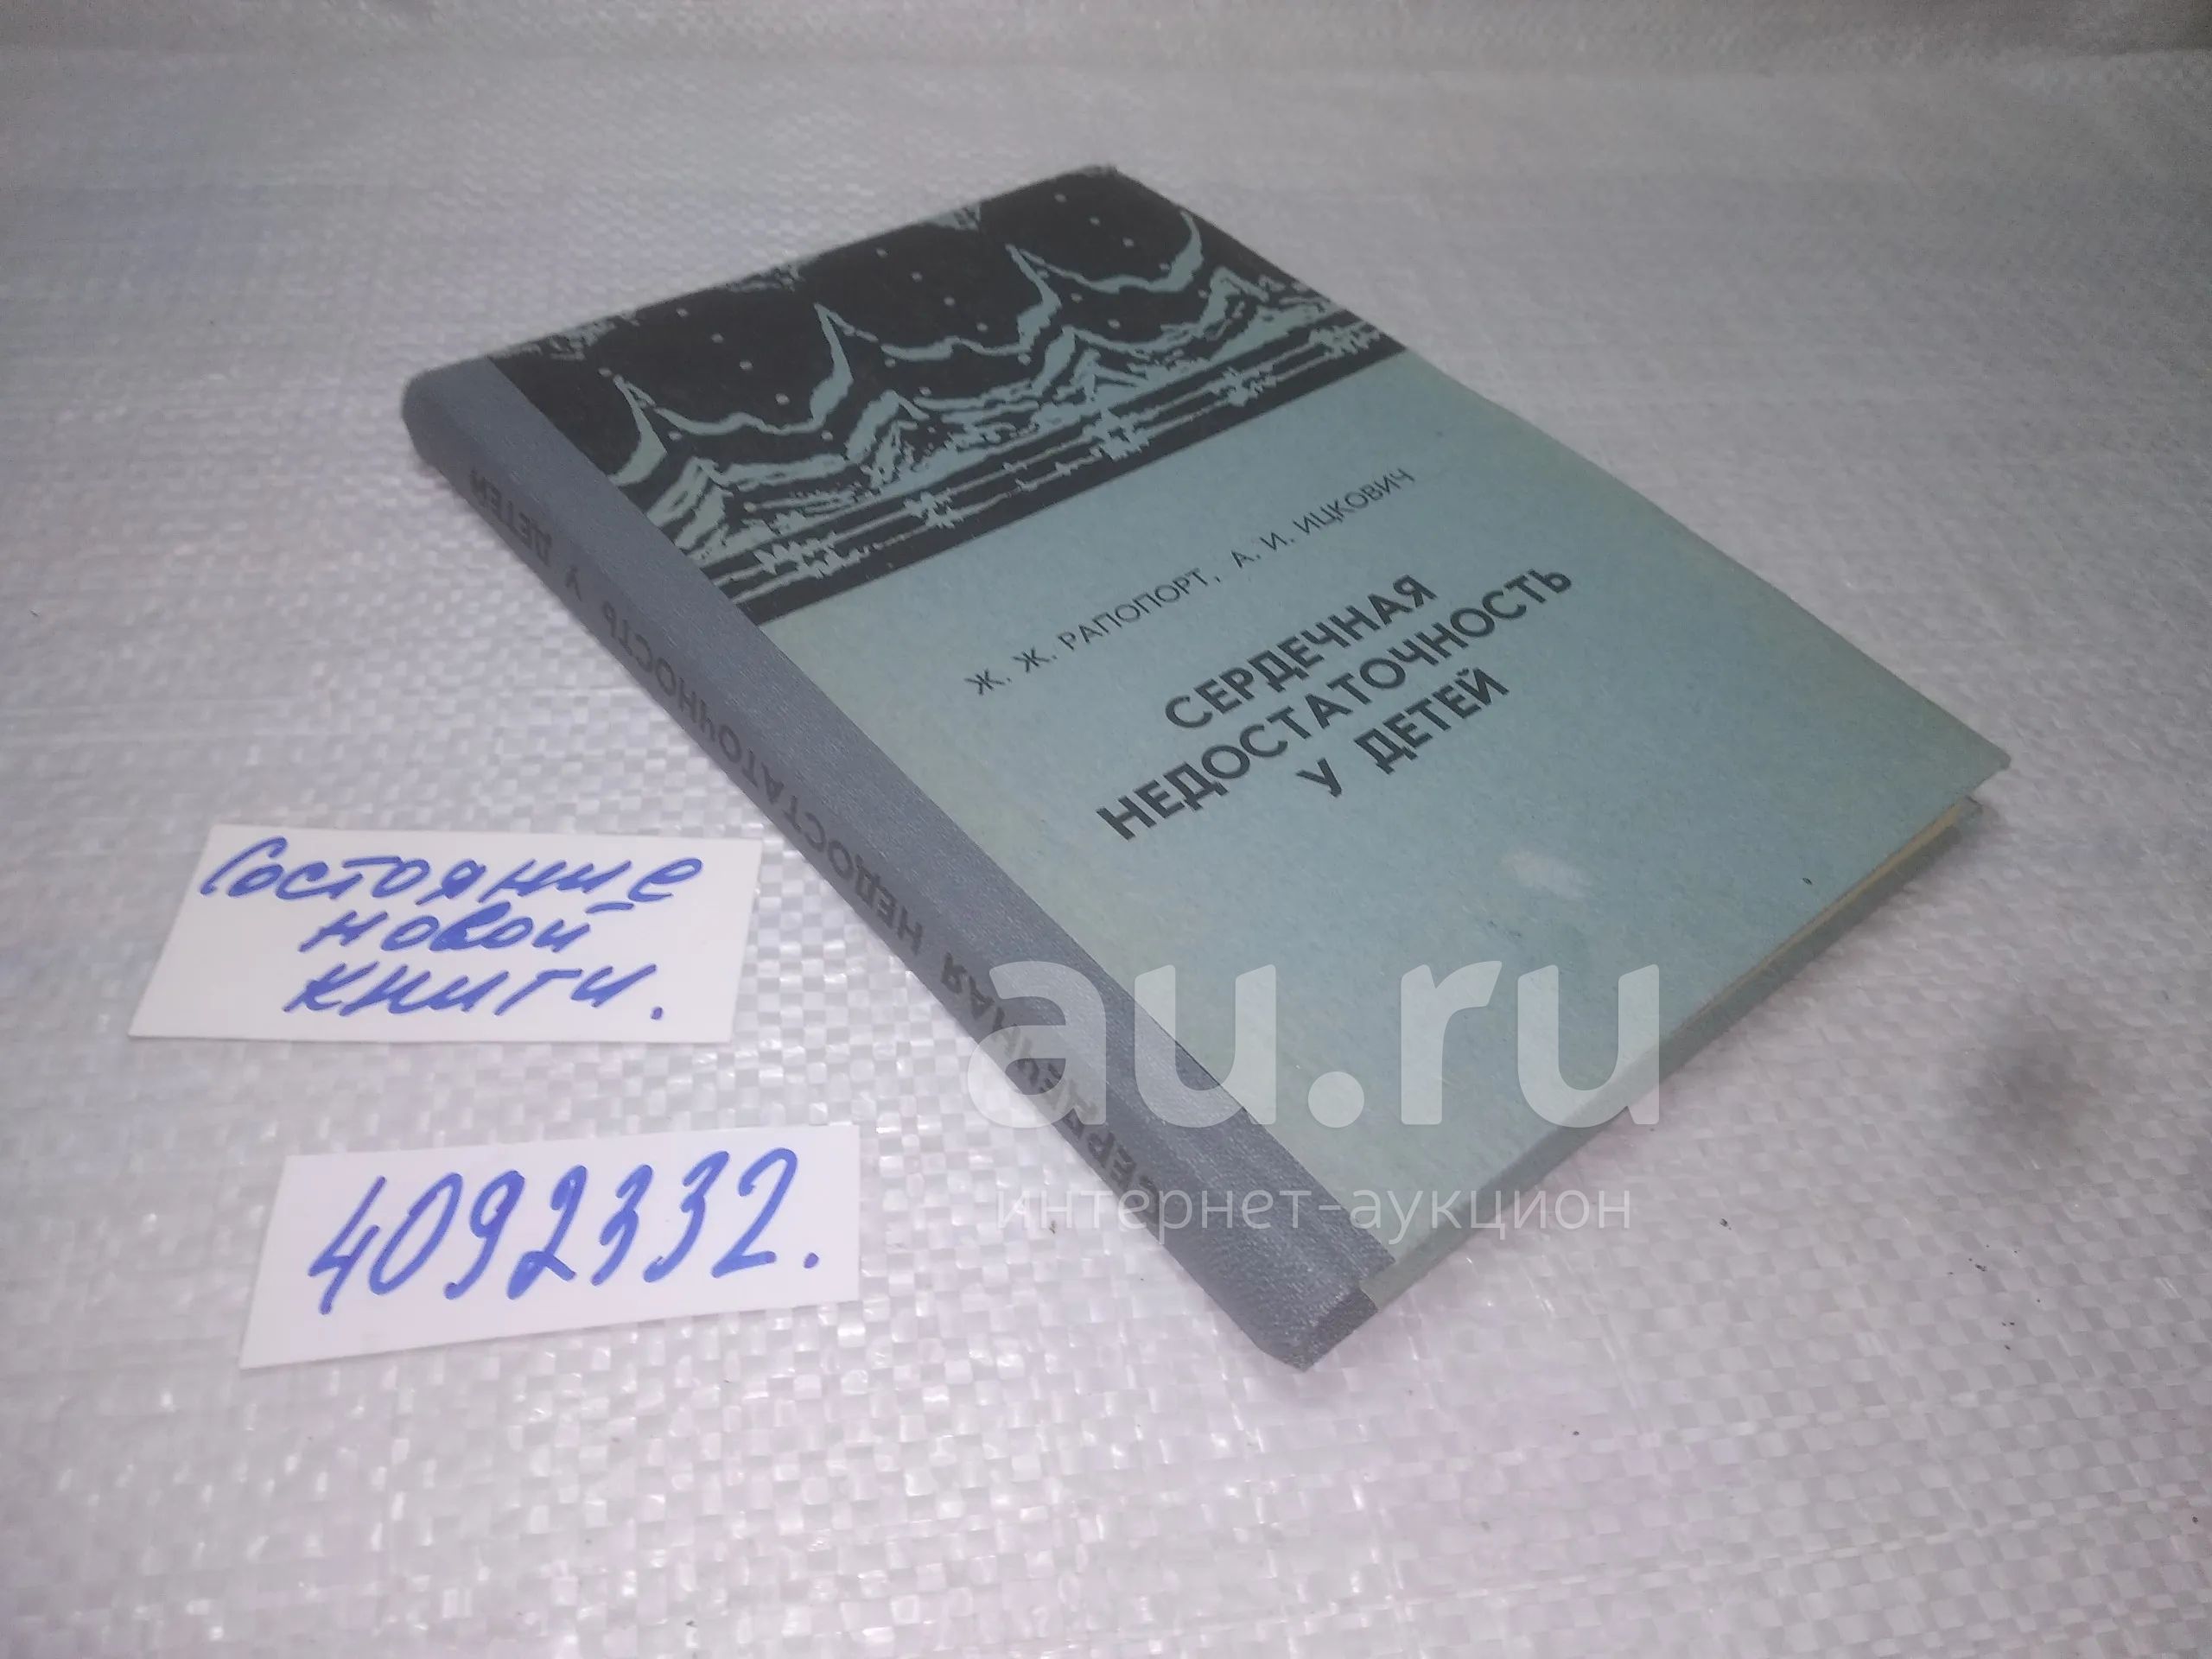 Ж. Ж. РАПОПОРТ, А. И. ИЦКОВИЧ
СЕРДЕЧНАЯ
НЕДОСТАТОЧНОСТЬ
У ДЕТЕЙ
СЕРДЕЧНАЯ НЕДОСТАТОЧНОСТЬ У ДЕТЕЙ
Состояние
новой
книги.
4092332.
au.ru
интернет-аукцион